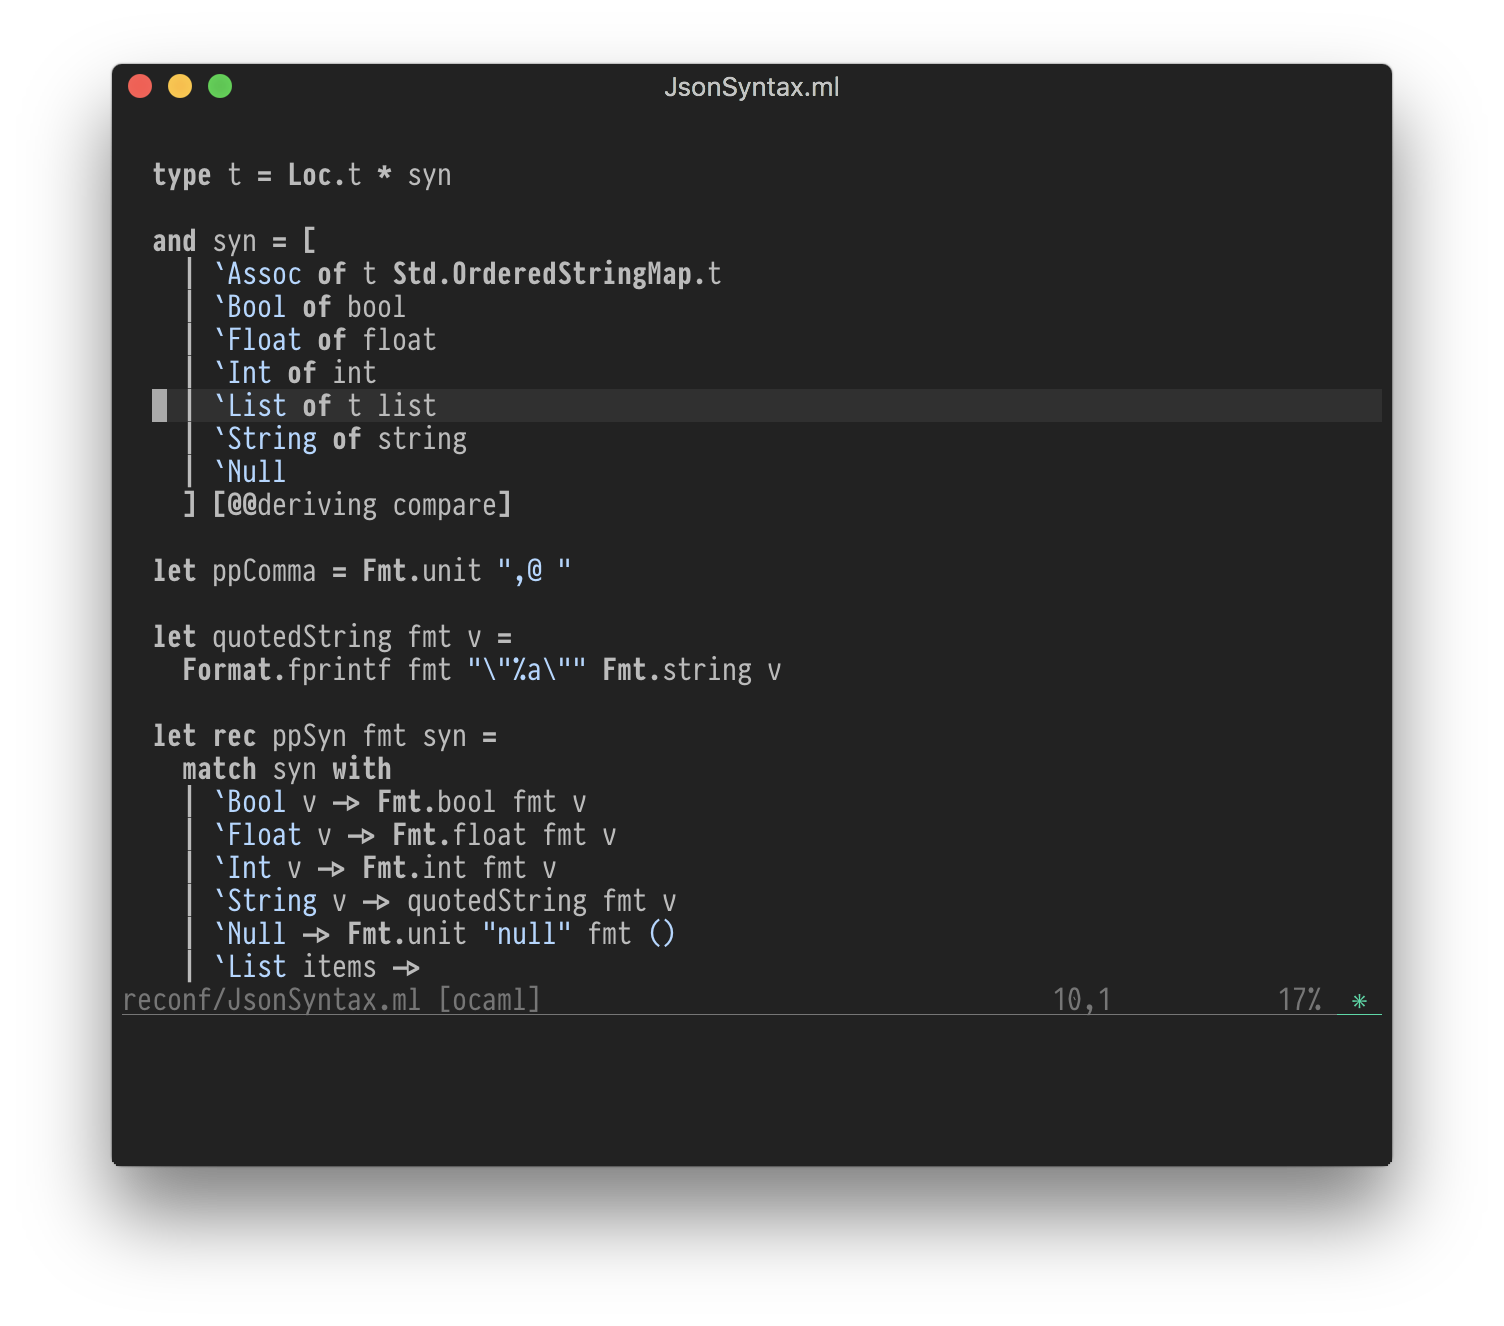 JsonSyntax.ml
type t = Loc.t * syn
and syn = [
| `Assoc of t Std.OrderedStringMap.t
| `Bool of bool
| `Float of float
| `Int of int
| `List of t list
| `String of string
| `Null
] [@@deriving compare]
let ppComma = Fmt.unit ",@ "
let quotedString fmt v =
Format.fprintf fmt "\"%a\"" Fmt.string v
let rec ppSyn fmt syn =
match syn with
| `Bool v -> Fmt.bool fmt v
| `Float v -> Fmt.float fmt v
| `Int v -> Fmt.int fmt v
| `String v -> quotedString fmt v
| `Null -> Fmt.unit "null" fmt ()
| `List items ->
reconf/JsonSyntax.ml [ocaml] 10,1 17% *